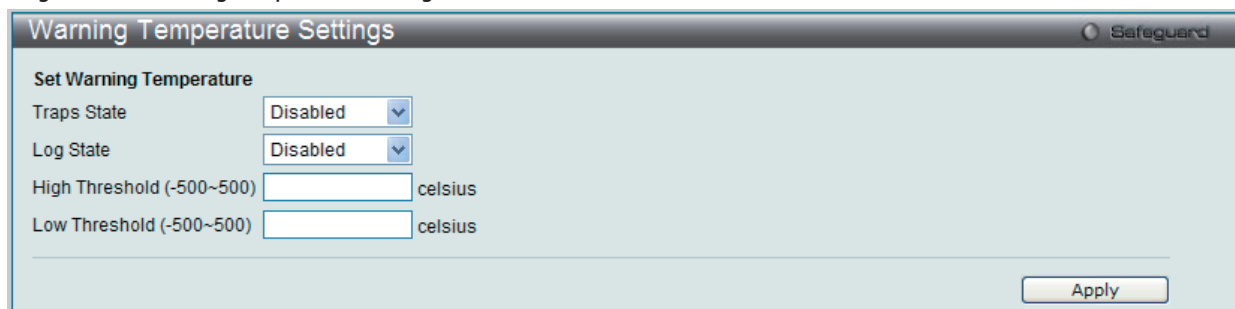 Warning Temperature Settings
Safeguard
Set Warning Temperature
Traps State Disabled
Log State Disabled
High Threshold (-500~500) celsius
Low Threshold (-500~500) celsius
Apply